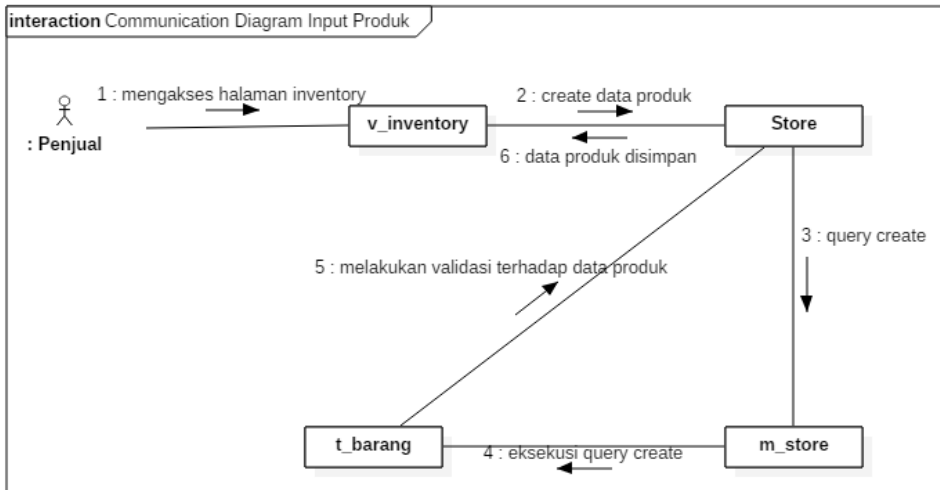 interaction Communication Diagram Input Produk
1 : mengakses halaman inventory
2 : create data produk
v_inventory
Store
: Penjual
6 : data produk disimpan
3 : query create
5 : melakukan validasi terhadap data produk
t_barang
4 : eksekusi query create
m_store